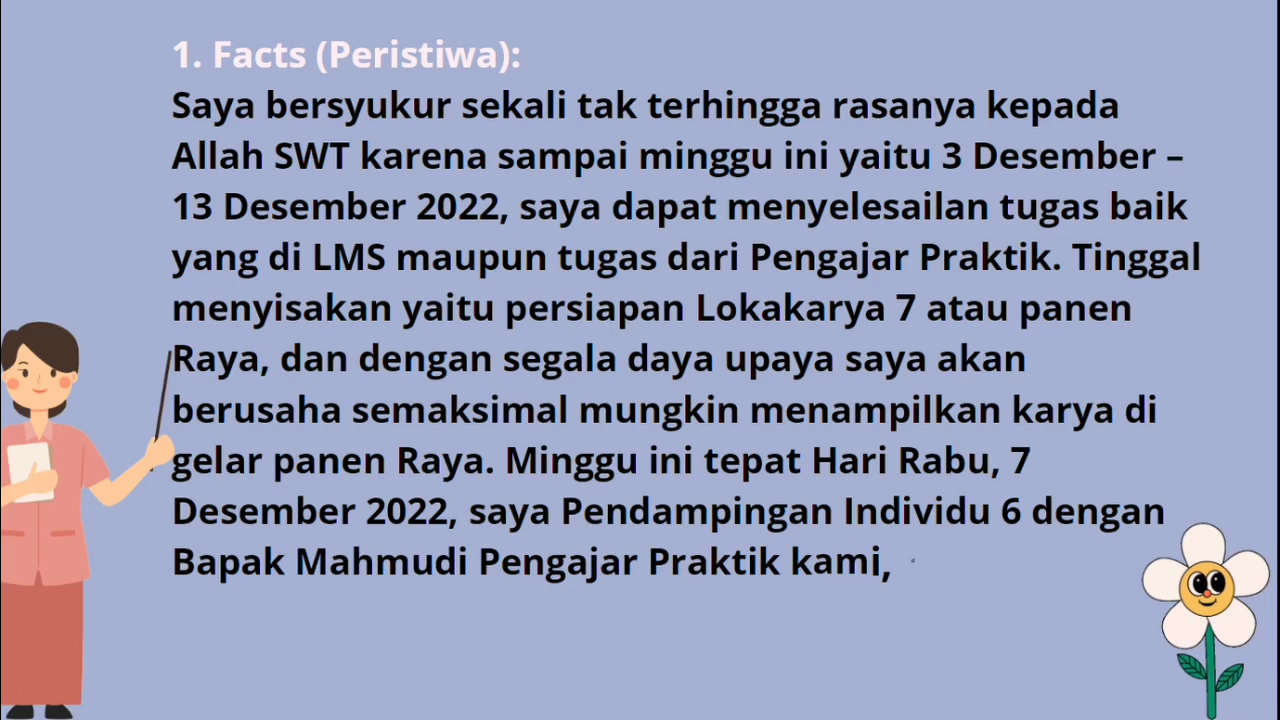 1. Facts (Peristiwa):
Saya bersyukur sekali tak terhingga rasanya kepada
Allah SWT karena sampai minggu ini yaitu 3 Desember –
13 Desember 2022, saya dapat menyelesailan tugas baik
yang di LMS maupun tugas dari Pengajar Praktik. Tinggal
menyisakan yaitu persiapan Lokakarya 7 atau panen
Raya, dan dengan segala daya upaya saya akan
berusaha semaksimal mungkin menampilkan karya di
gelar panen Raya. Minggu ini tepat Hari Rabu, 7
Desember 2022, saya Pendampingan Individu 6 dengan
Bapak Mahmudi Pengajar Praktik kami,